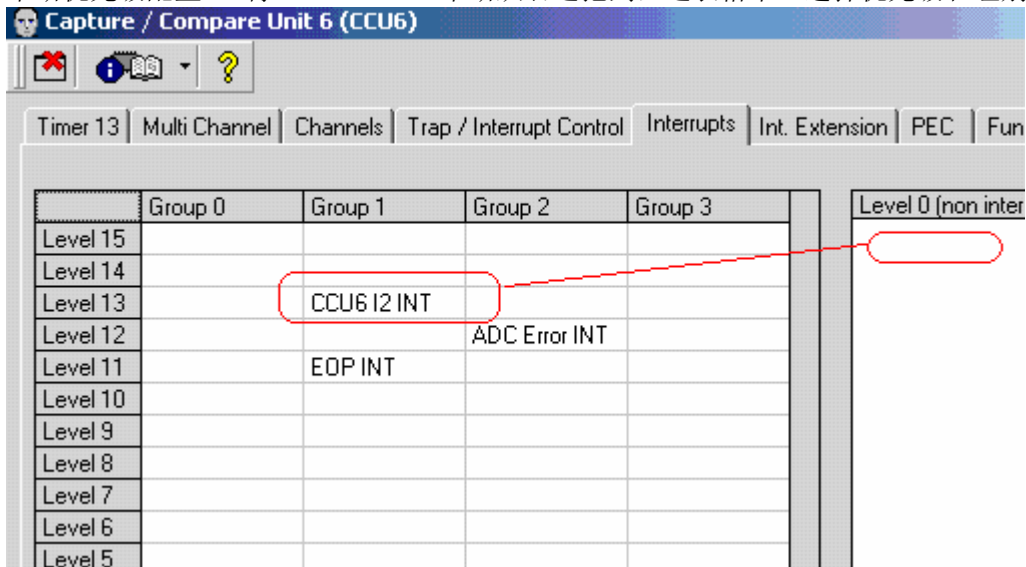 Capture / Compare Unit 6 (CCU6)
Timer 13 Multi Channel Channels Trap / Interrupt Control Interrupts Int. Extension PEC Fun
Group 0 Group 1 Group 2 Group 3 Level 0 (non inter
Level 15
Level 14
Level 13 CCU6 I2 INT
Level 12 ADC Error INT
Level 11 EOP INT
Level 10
Level 9
Level 8
Level 7
Level 6
Level 5